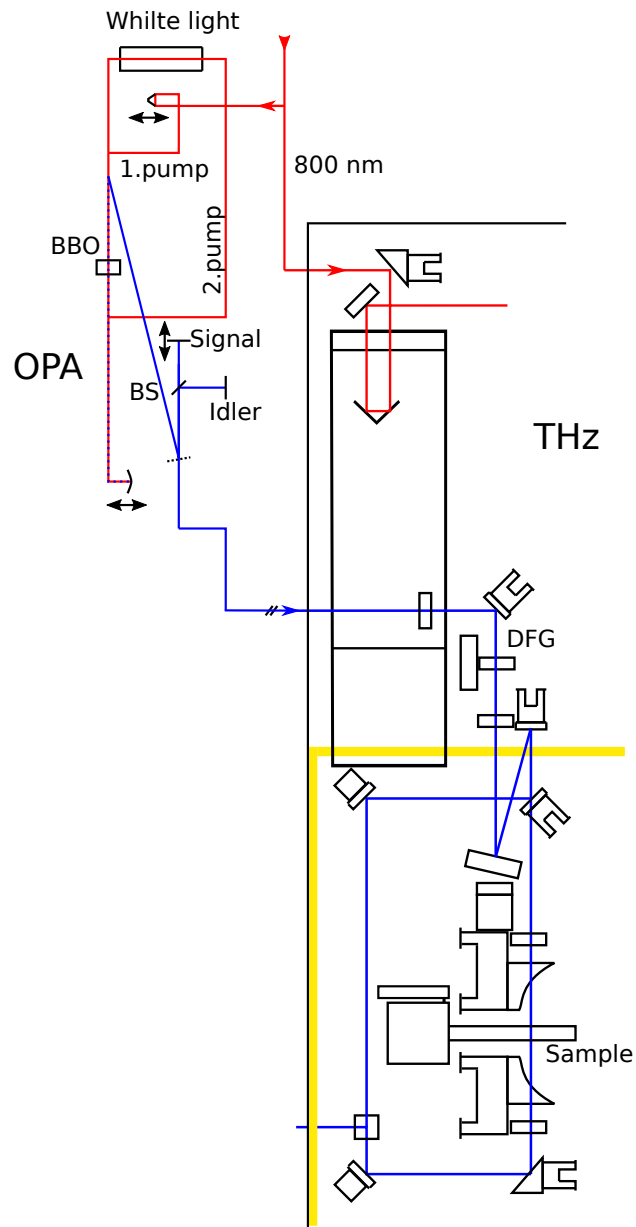 Whilte light
1.pump
800 nm
2.pump
BBO
Signal
OPA
BS
Idler
THz
DFG
Sample